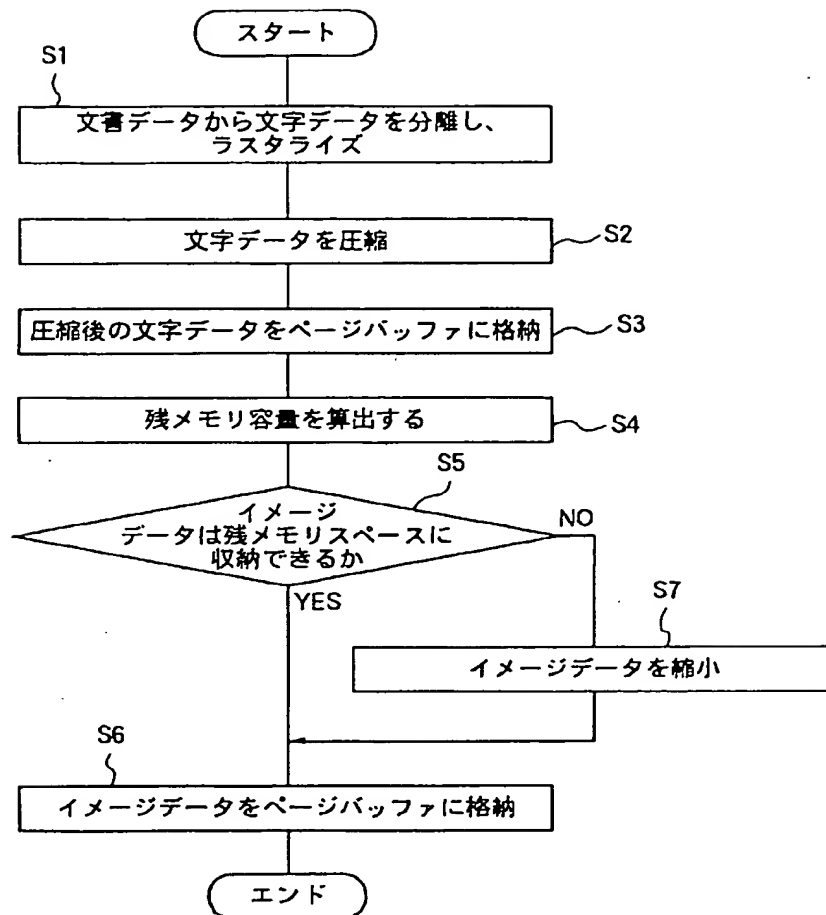 スタート
S1
文書データから文字データを分離し、
ラスタライズ
文字データを圧縮
S2
圧縮後の文字データをページバッファに格納
S3
残メモリ容量を算出する
S4
S5
イメージ
データは残メモリスペースに
収納できるか
NO
YES
S7
イメージデータを縮小
S6
イメージデータをページバッファに格納
エンド